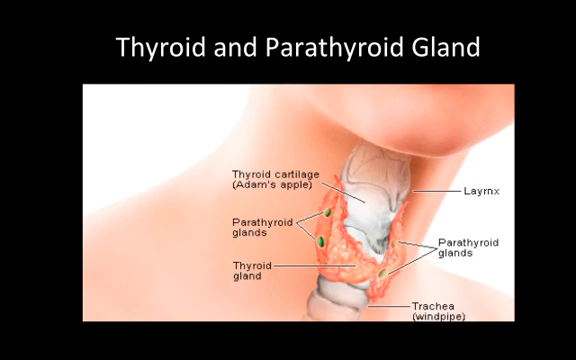 Thyroid and Parathyroid Gland
Thyroid cartilage
(Adam's apple)
Layrnx
Parathyroid
glands
Parathyroid
glands
Thyroid
gland
Trachea
(windpipe)